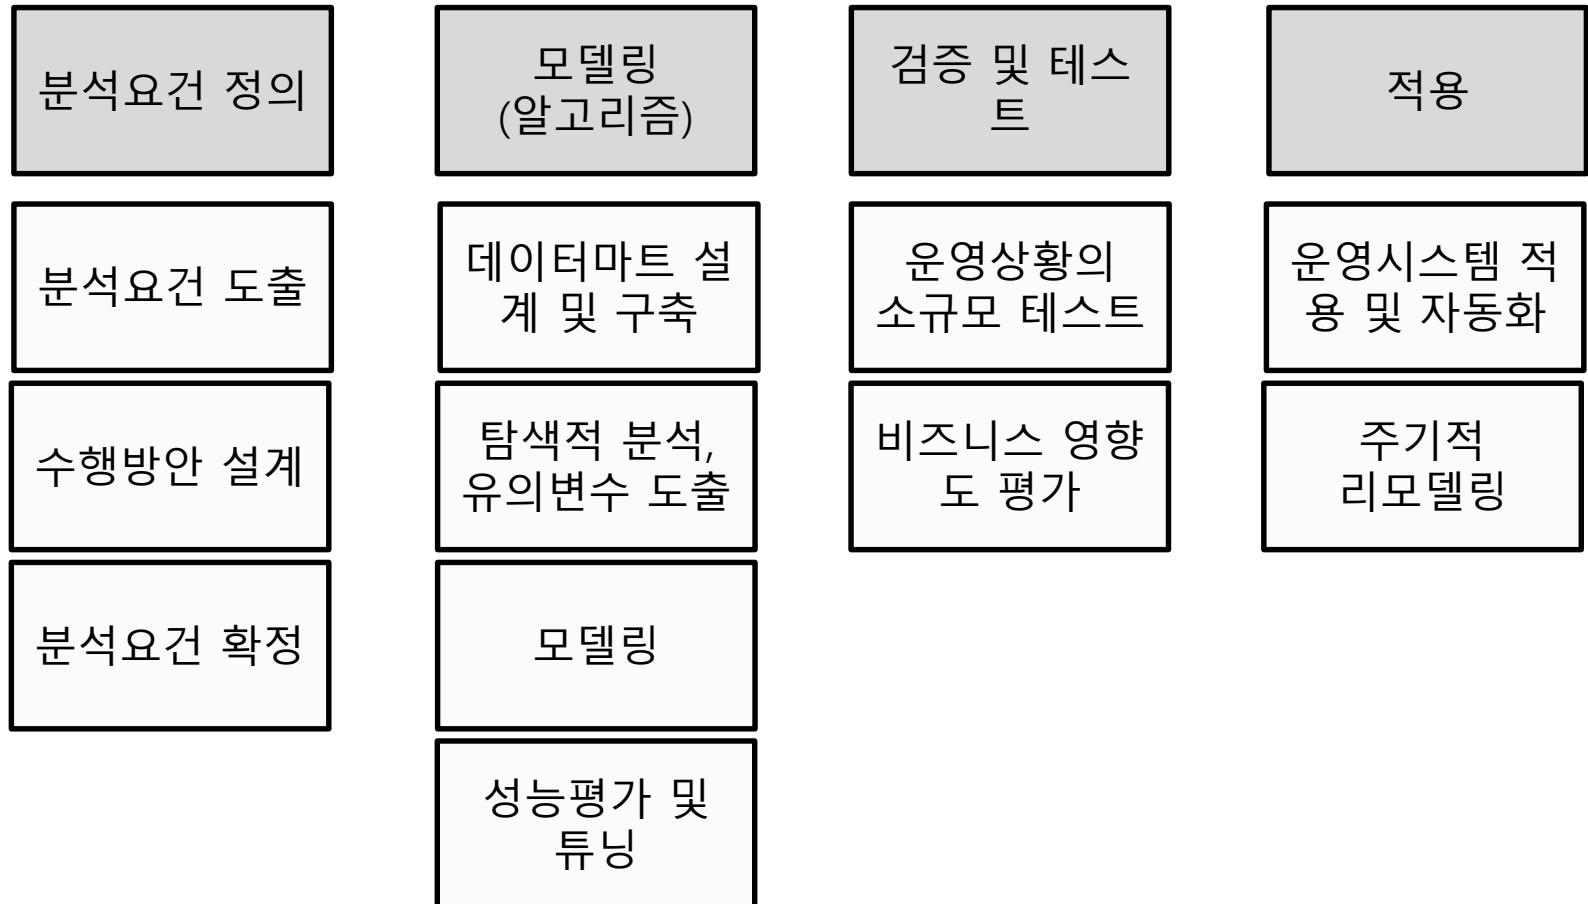 분석요건 정의
모델링
(알고리즘)
검증 및 테스
트
적용
분석요건 도출
데이터마트 설
계 및 구축
운영상황의
소규모 테스트
운영시스템 적
용 및 자동화
수행방안 설계
탐색적 분석,
유의변수 도출
비즈니스 영향
도 평가
주기적
리모델링
분석요건 확정
모델링
성능평가 및
튜닝